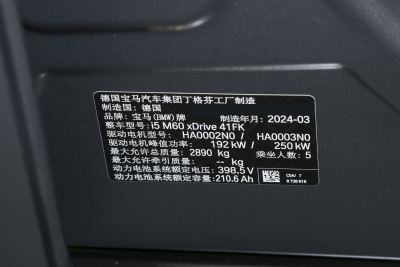 德国宝马汽车集团丁格芬工厂制造
制造国：德国
品牌：宝马(BMW)牌 制造年月：2024-03
整车型号：i5 M60 xDrive 41FK
驱动电机型号：HA0002N0 / HA0003N0
驱动电机峰值功率：192 kW / 250 kW
最大允许总质量：2890 kg 乘坐人数：5
最大允许牵引质量：-- kg
动力电池系统额定电压：398.5 V
动力电池系统额定容量：210.6 Ah